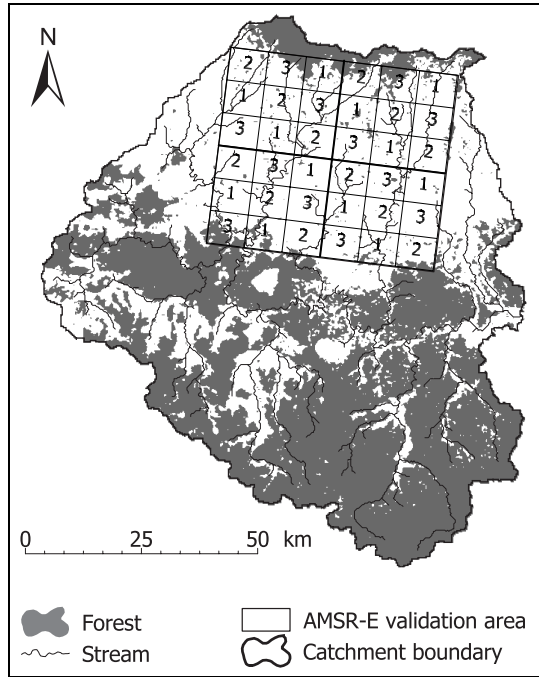 N
2 3 1 2 3 1
1 2 3 1 2 3
3 1 2 3 1 2
2 3 1 2 3 1
1 2 3 1 2 3
3 1 2 3 1 2
0 25 50 km
Forest
AMSR-E validation area
Stream
Catchment boundary